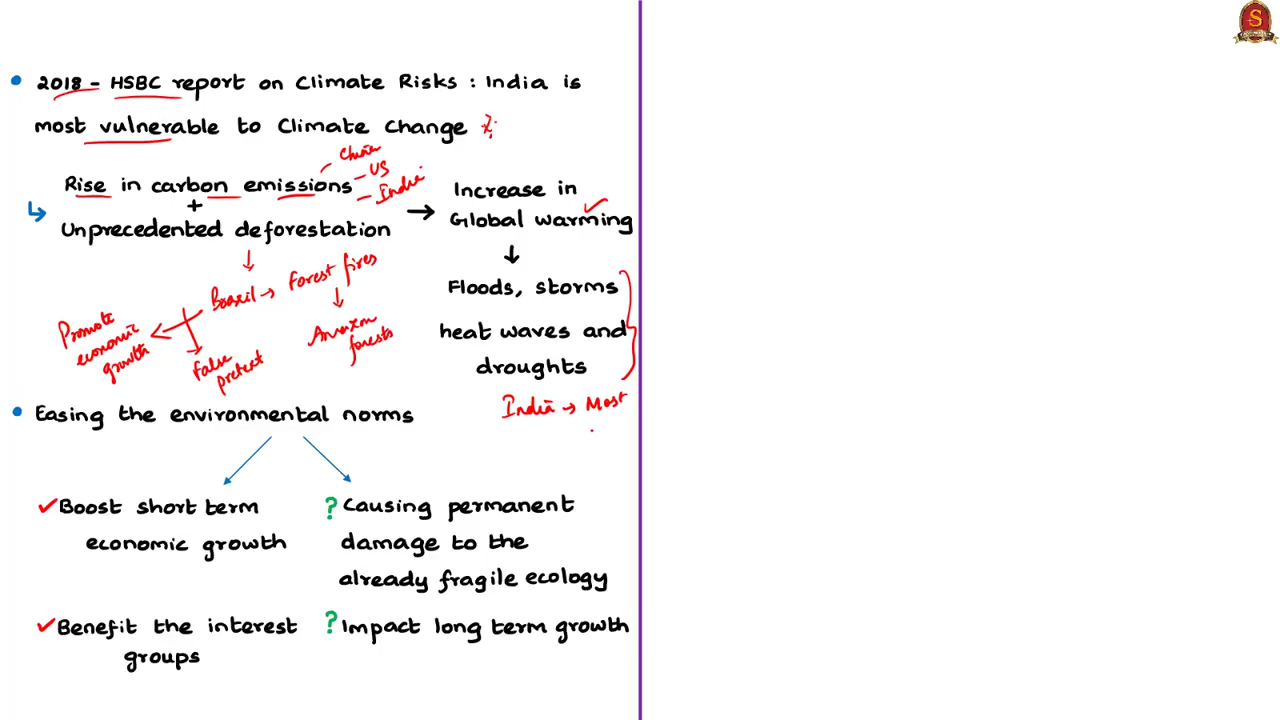 • 2018 - HSBC report on Climate Risks : India is
most vulnerable to Climate Change
Rise in carbon emissions
China
US
India
+
Unprecedented deforestation
Increase in
Global warming
Floods, storms
heat waves and
droughts
India → Most
Brazil → Forest fires
Amazon
forests
Promote
economic
growth
False
pretext
• Easing the environmental norms
✓Boost short term
economic growth
✓Benefit the interest
groups
?Causing permanent
damage to the
already fragile ecology
?Impact long term growth
S